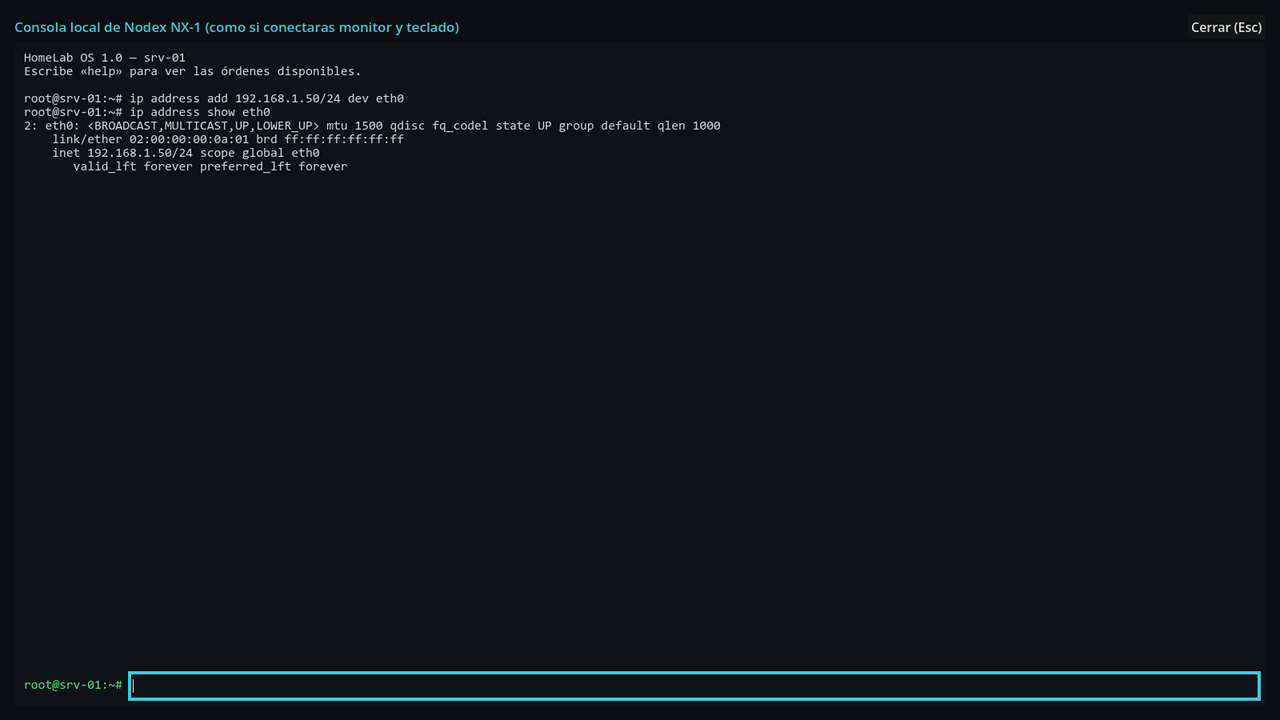 Consola local de Nodex NX-1 (como si conectaras monitor y teclado)
Cerrar (Esc)
HomeLab OS 1.0 — srv-01
Escribe «help» para ver las órdenes disponibles.
root@srv-01:~# ip address add 192.168.1.50/24 dev eth0
root@srv-01:~# ip address show eth0
2: eth0: <BROADCAST,MULTICAST,UP,LOWER_UP> mtu 1500 qdisc fq_codel state UP group default qlen 1000
link/ether 02:00:00:00:0a:01 brd ff:ff:ff:ff:ff:ff
inet 192.168.1.50/24 scope global eth0
valid_lft forever preferred_lft forever
root@srv-01:~#